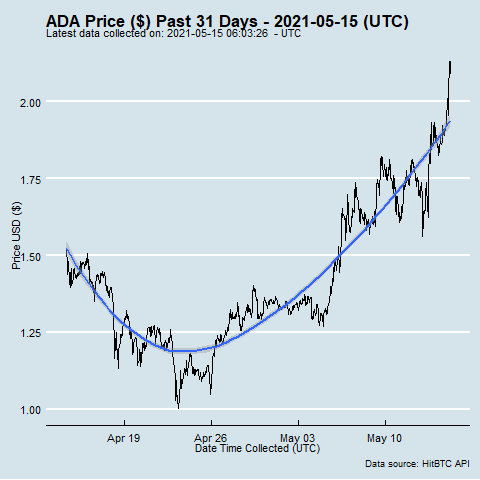 ADA Price ($) Past 31 Days - 2021-05-15 (UTC)
Latest data collected on: 2021-05-15 06:03:26 - UTC
Price USD ($)
2.00
1.75
1.50
1.25
1.00
Apr 19 Apr 26 May 03 May 10
Date Time Collected (UTC)
Data source: HitBTC API